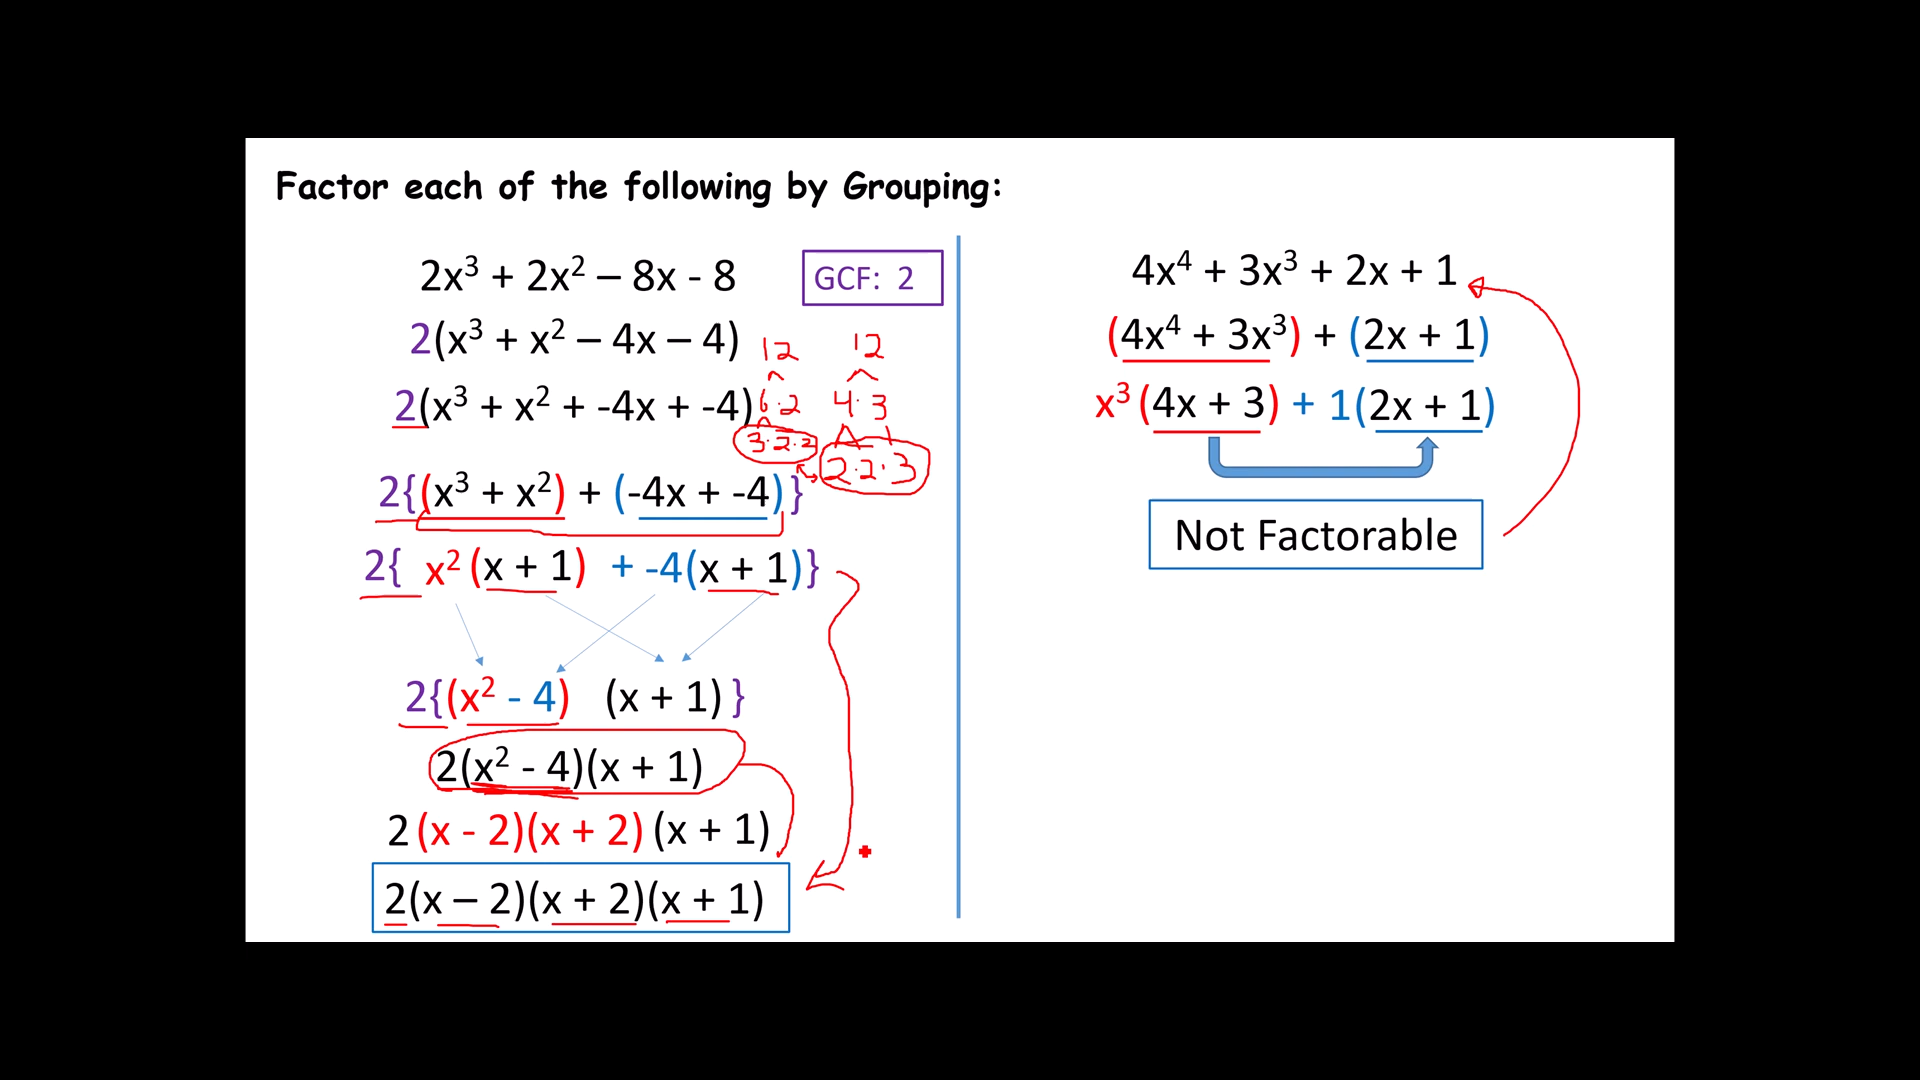 Factor each of the following by Grouping:
2x³ + 2x² – 8x - 8
GCF: 2
2(x³ + x² – 4x – 4)
12
12
2(x³ + x² + -4x + -4)
6·2
4·3
3·2·2
2·2·3
2{(x³ + x²) + (-4x + -4)}
2{ x² (x + 1) + -4(x + 1)}
2{(x² - 4) (x + 1) }
2(x² - 4)(x + 1)
2 (x - 2)(x + 2) (x + 1)
2(x – 2)(x + 2)(x + 1)
4x⁴ + 3x³ + 2x + 1
(4x⁴ + 3x³) + (2x + 1)
x³ (4x + 3) + 1(2x + 1)
Not Factorable